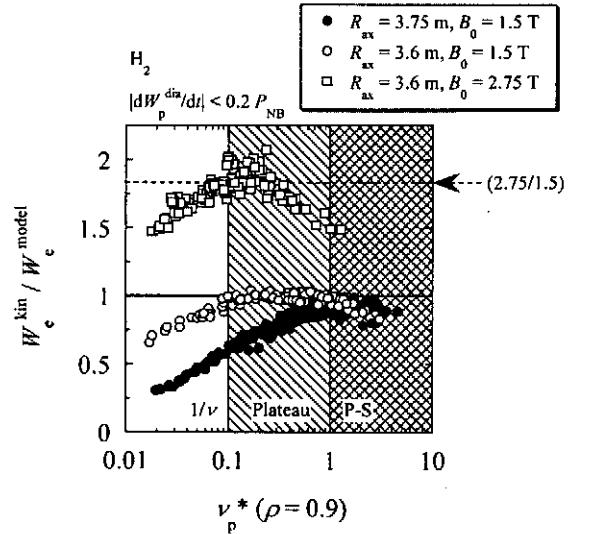 ● R_ax = 3.75 m, B_0 = 1.5 T
○ R_ax = 3.6 m, B_0 = 1.5 T
□ R_ax = 3.6 m, B_0 = 2.75 T
H_2
|dW_p^dia/dt| < 0.2 P_NB
W_e^kin / W_e^model
2
1.5
1
0.5
0
(2.75/1.5)
1/ν
Plateau
P-S
0.01
0.1
1
10
ν_p* (ρ = 0.9)